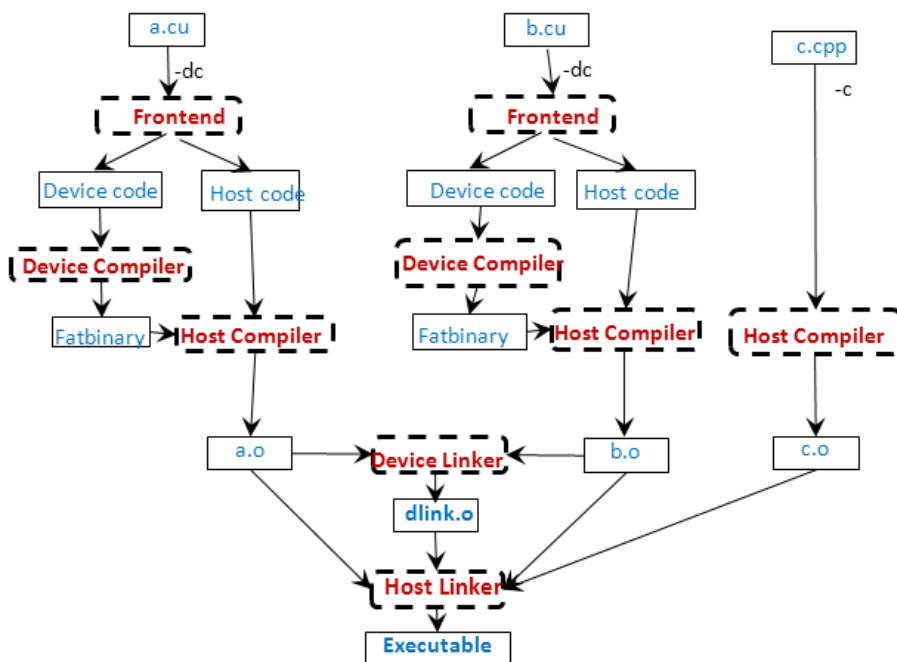 a.cu
b.cu
c.cpp
-dc
-dc
-c
Frontend
Frontend
Device code
Host code
Device code
Host code
Device Compiler
Device Compiler
Fatbinary
Host Compiler
Fatbinary
Host Compiler
Host Compiler
a.o
Device Linker
b.o
c.o
dlink.o
Host Linker
Executable